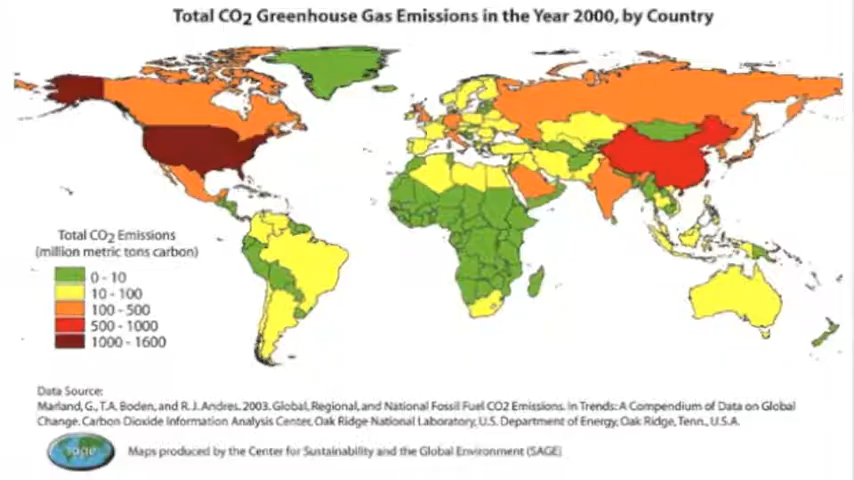 Total CO2 Greenhouse Gas Emissions in the Year 2000, by Country
Total CO2 Emissions
(million metric tons carbon)
0 - 10
10 - 100
100 - 500
500 - 1000
1000 - 1600
Data Source:
Marland, G., T.A. Boden, and R. J. Andres. 2003. Global, Regional, and National Fossil Fuel CO2 Emissions. In Trends: A Compendium of Data on Global
Change. Carbon Dioxide Information Analysis Center, Oak Ridge National Laboratory, U.S. Department of Energy, Oak Ridge, Tenn., U.S.A.
sage
Maps produced by the Center for Sustainability and the Global Environment (SAGE)